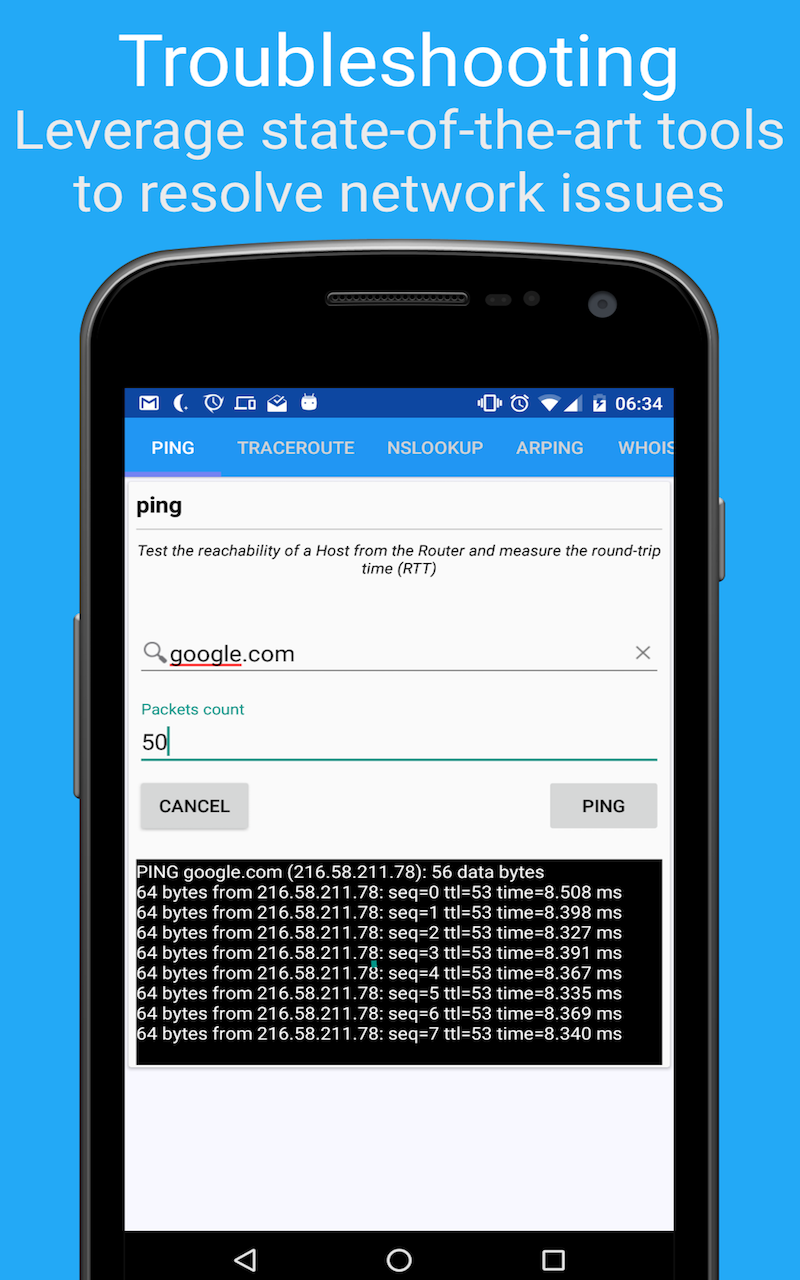 Troubleshooting
Leverage state-of-the-art tools
to resolve network issues
06:34
PING TRACEROUTE NSLOOKUP ARPING WHOIS
ping
Test the reachability of a Host from the Router and measure the round-trip
time (RTT)
google.com
Packets count
50
CANCEL PING
PING google.com (216.58.211.78): 56 data bytes
64 bytes from 216.58.211.78: seq=0 ttl=53 time=8.508 ms
64 bytes from 216.58.211.78: seq=1 ttl=53 time=8.398 ms
64 bytes from 216.58.211.78: seq=2 ttl=53 time=8.327 ms
64 bytes from 216.58.211.78: seq=3 ttl=53 time=8.391 ms
64 bytes from 216.58.211.78: seq=4 ttl=53 time=8.367 ms
64 bytes from 216.58.211.78: seq=5 ttl=53 time=8.335 ms
64 bytes from 216.58.211.78: seq=6 ttl=53 time=8.369 ms
64 bytes from 216.58.211.78: seq=7 ttl=53 time=8.340 ms